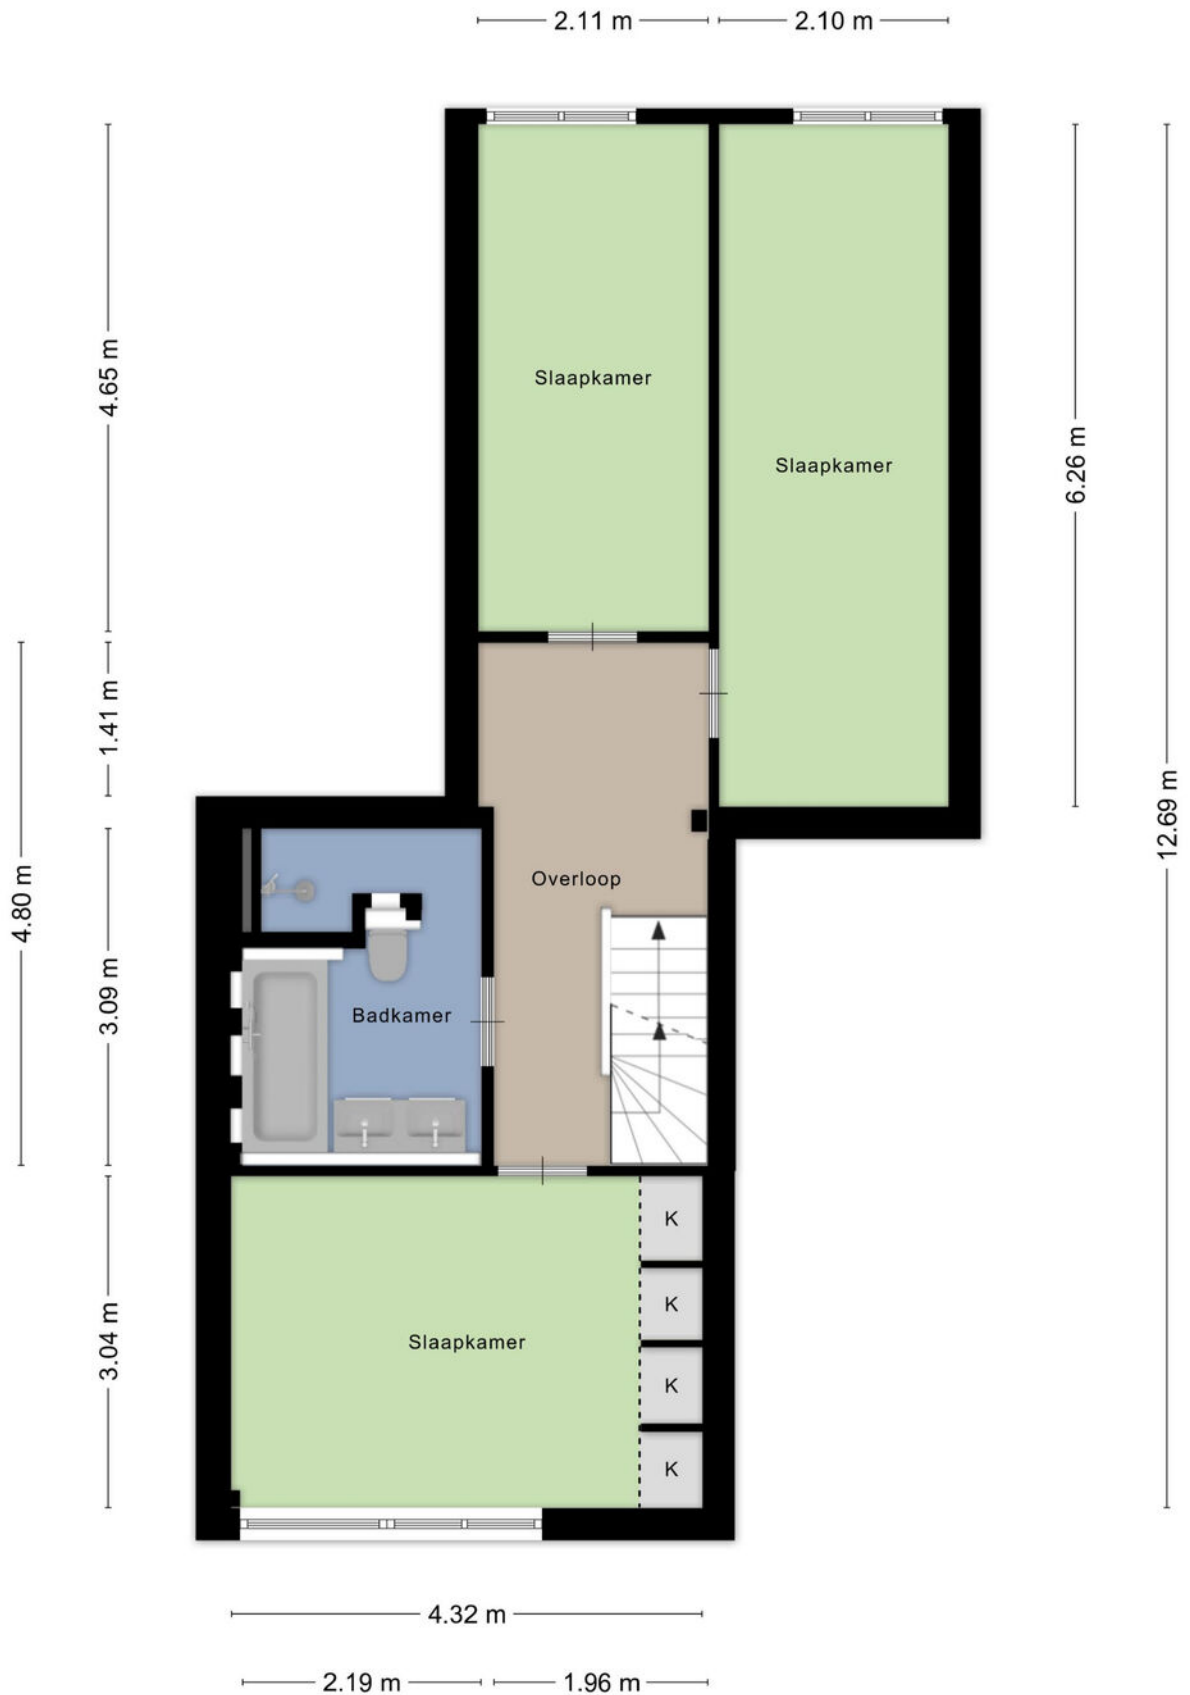 2.11 m
2.10 m
4.65 m
Slaapkamer
Slaapkamer
6.26 m
1.41 m
12.69 m
4.80 m
Overloop
3.09 m
Badkamer
K
K
3.04 m
Slaapkamer
K
K
4.32 m
2.19 m
1.96 m